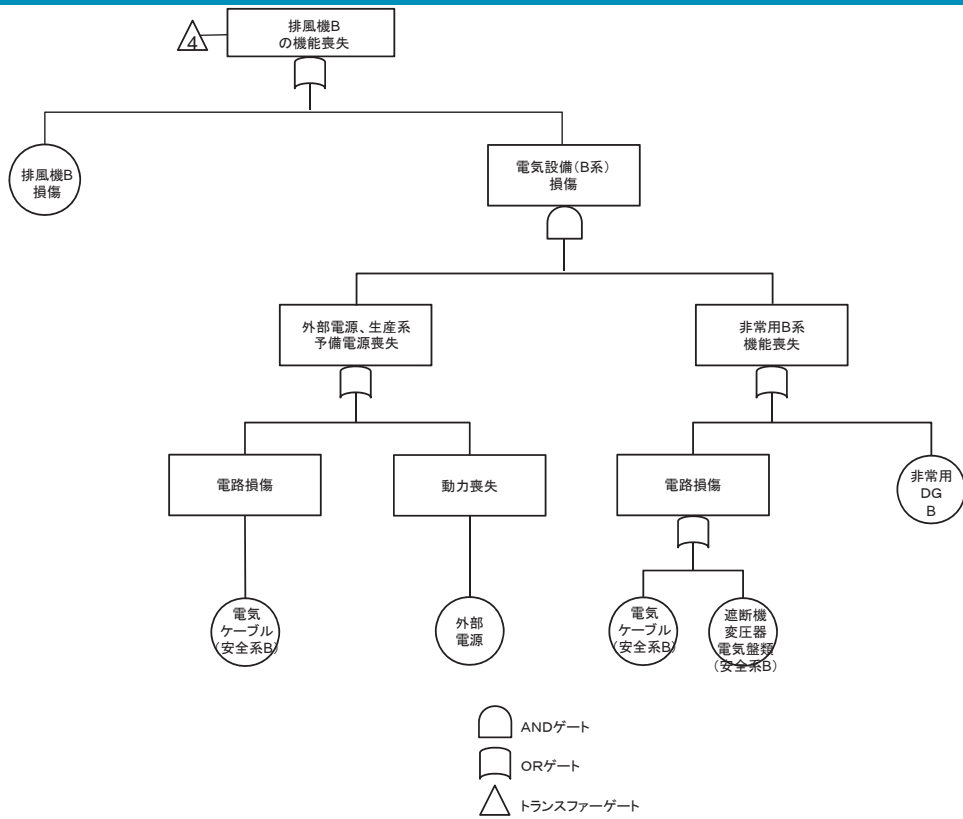 4
排風機B
の機能喪失
排風機B
損傷
電気設備(B系)
損傷
外部電源、生産系
予備電源喪失
非常用B系
機能喪失
電路損傷
動力喪失
電路損傷
非常用
DG
B
電気
ケーブル
(安全系B)
外部
電源
電気
ケーブル
(安全系B)
遮断機
変圧器
電気盤類
(安全系B)
ANDゲート
ORゲート
トランスファーゲート